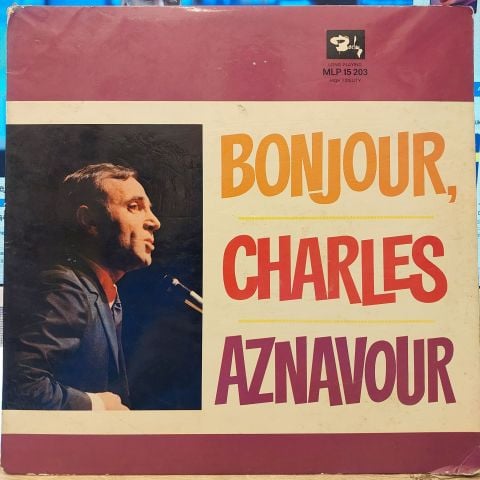 Barclay
LONG PLAYING
MLP 15 203
HIGH FIDELITY
BONJOUR,
CHARLES
AZNAVOUR